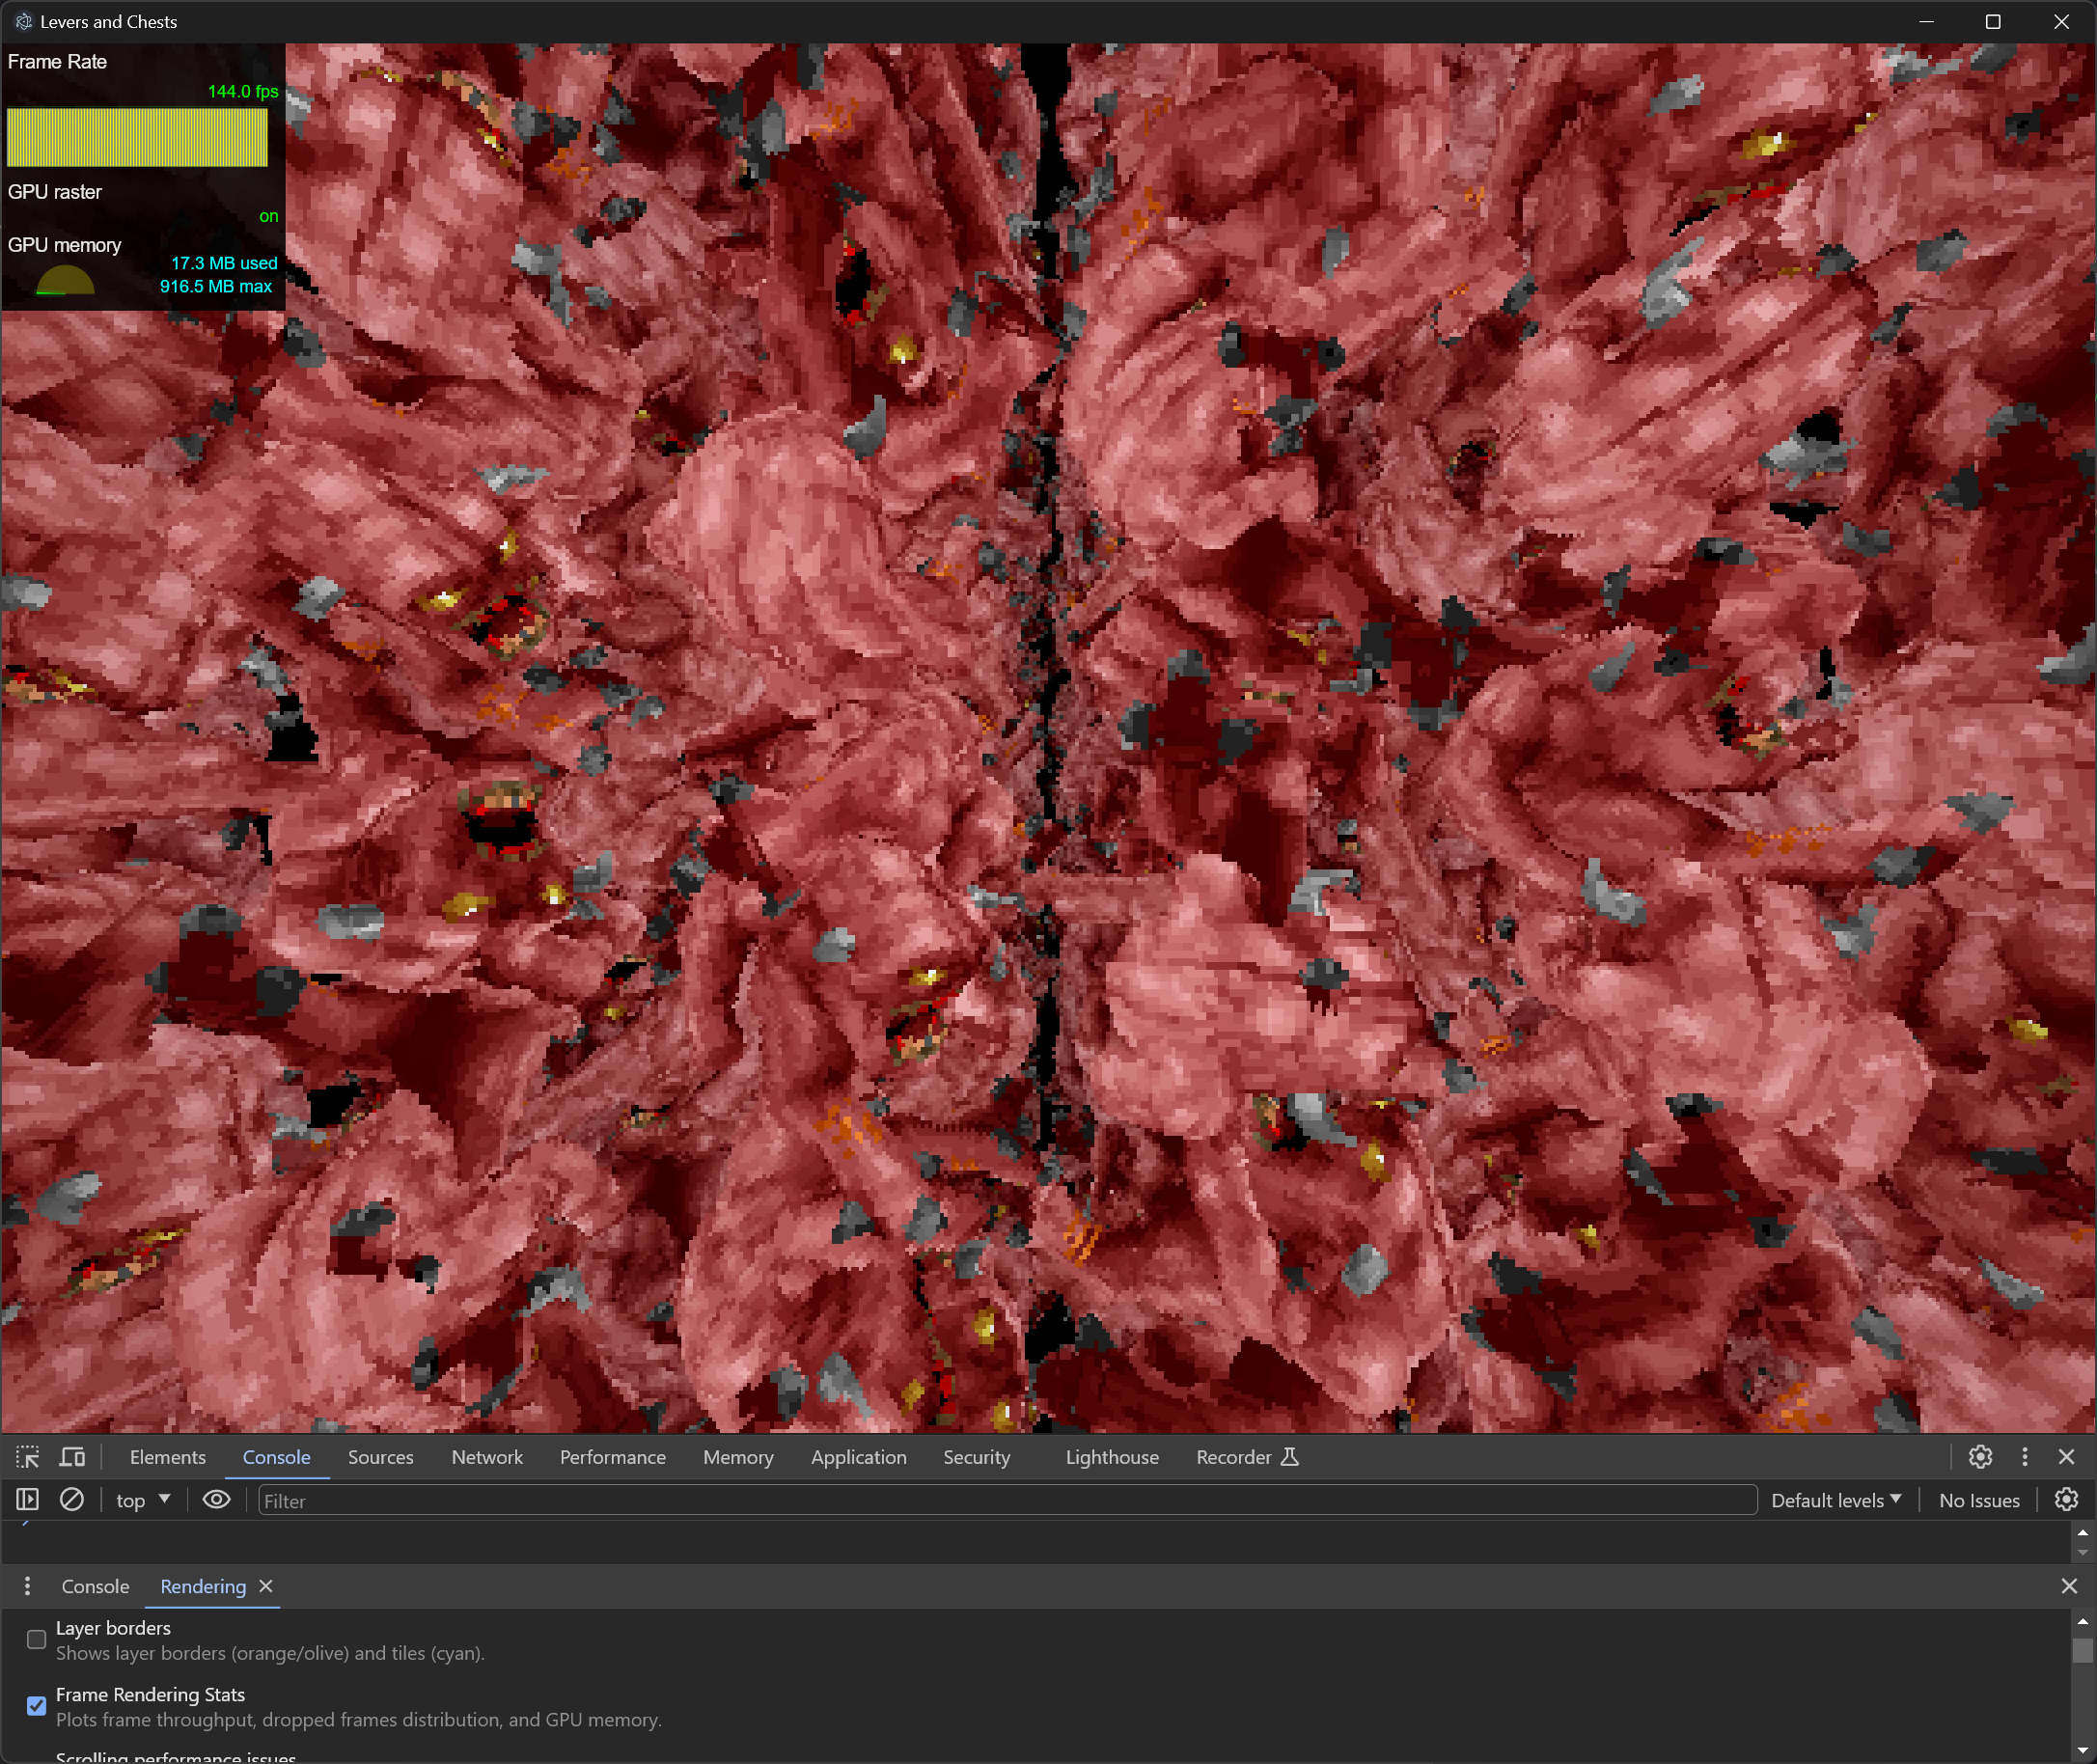 Levers and Chests
Frame Rate
144.0 fps
GPU raster
on
GPU memory
17.3 MB used
916.5 MB max
Elements Console Sources Network Performance Memory Application Security Lighthouse Recorder
top Filter Default levels No Issues
Console Rendering
Layer borders
Shows layer borders (orange/olive) and tiles (cyan).
Frame Rendering Stats
Plots frame throughput, dropped frames distribution, and GPU memory.
Scrolling performance issues